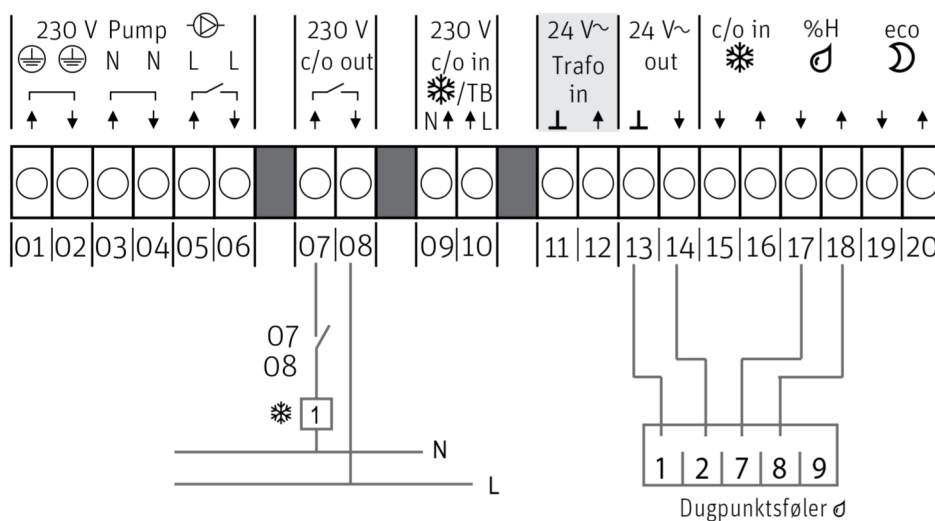 230 V Pump
N N L L
230 V
c/o out
230 V
c/o in
/TB
N L
24 V~
Trafo
in
24 V~
out
c/o in
%H
eco
01 02 03 04 05 06 07 08 09 10 11 12 13 14 15 16 17 18 19 20
07
08
1
N
L
1 2 7 8 9
Dugpunktsføler